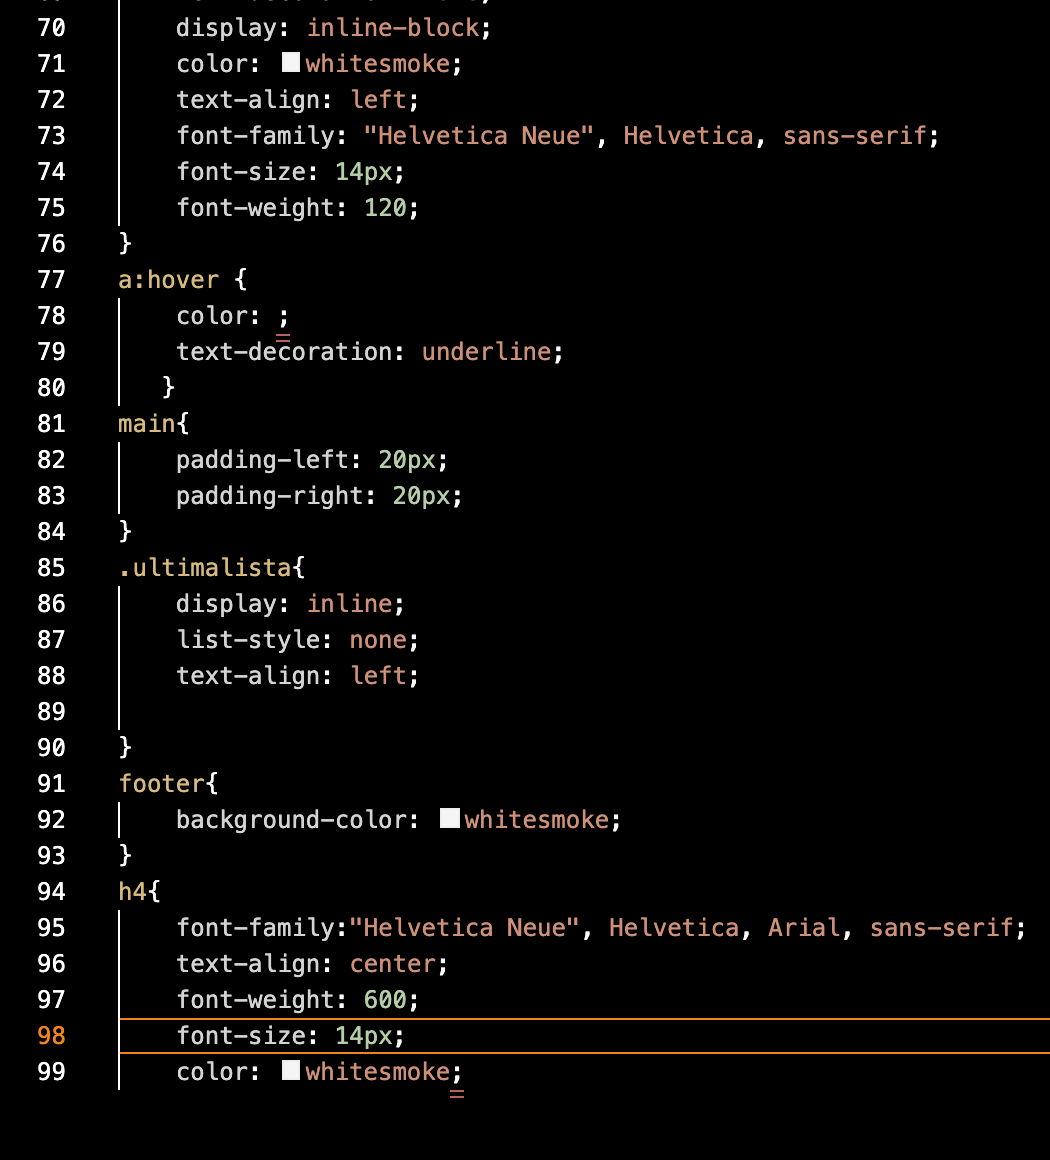 70 display: inline-block;
71 color: whitesmoke;
72 text-align: left;
73 font-family: "Helvetica Neue", Helvetica, sans-serif;
74 font-size: 14px;
75 font-weight: 120;
76 }
77 a:hover {
78 color: ;
79 text-decoration: underline;
80 }
81 main{
82 padding-left: 20px;
83 padding-right: 20px;
84 }
85 .ultimalista{
86 display: inline;
87 list-style: none;
88 text-align: left;
89
90 }
91 footer{
92 background-color: whitesmoke;
93 }
94 h4{
95 font-family:"Helvetica Neue", Helvetica, Arial, sans-serif;
96 text-align: center;
97 font-weight: 600;
98 font-size: 14px;
99 color: whitesmoke;